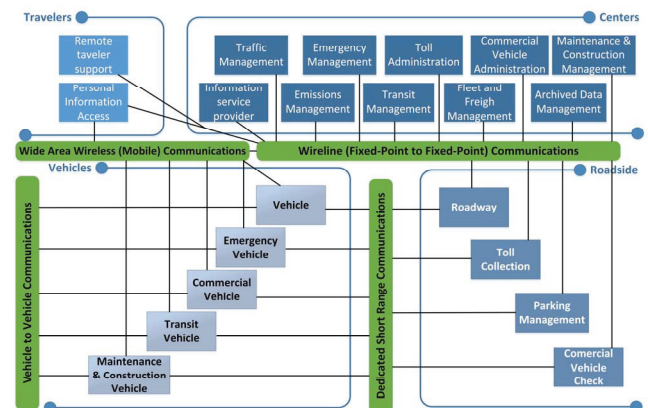 Travelers
Centers
Remote
taveler
support
Traffic
Management
Emergency
Management
Toll
Administration
Commercial
Vehicle
Administration
Maintenance &
Construction
Management
Personal
Information
Access
Information
service
provider
Emissions
Management
Transit
Management
Fleet and
Freigh
Management
Archived Data
Management
Wide Area Wireless (Mobile) Communications
Wireline (Fixed-Point to Fixed-Point) Communications
Vehicles
Roadside
Vehicle to Vehicle Communications
Dedicated Short Range Communications
Vehicle
Emergency
Vehicle
Commercial
Vehicle
Transit
Vehicle
Maintenance
& Construction
Vehicle
Roadway
Toll
Collection
Parking
Management
Comercial
Vehicle
Check